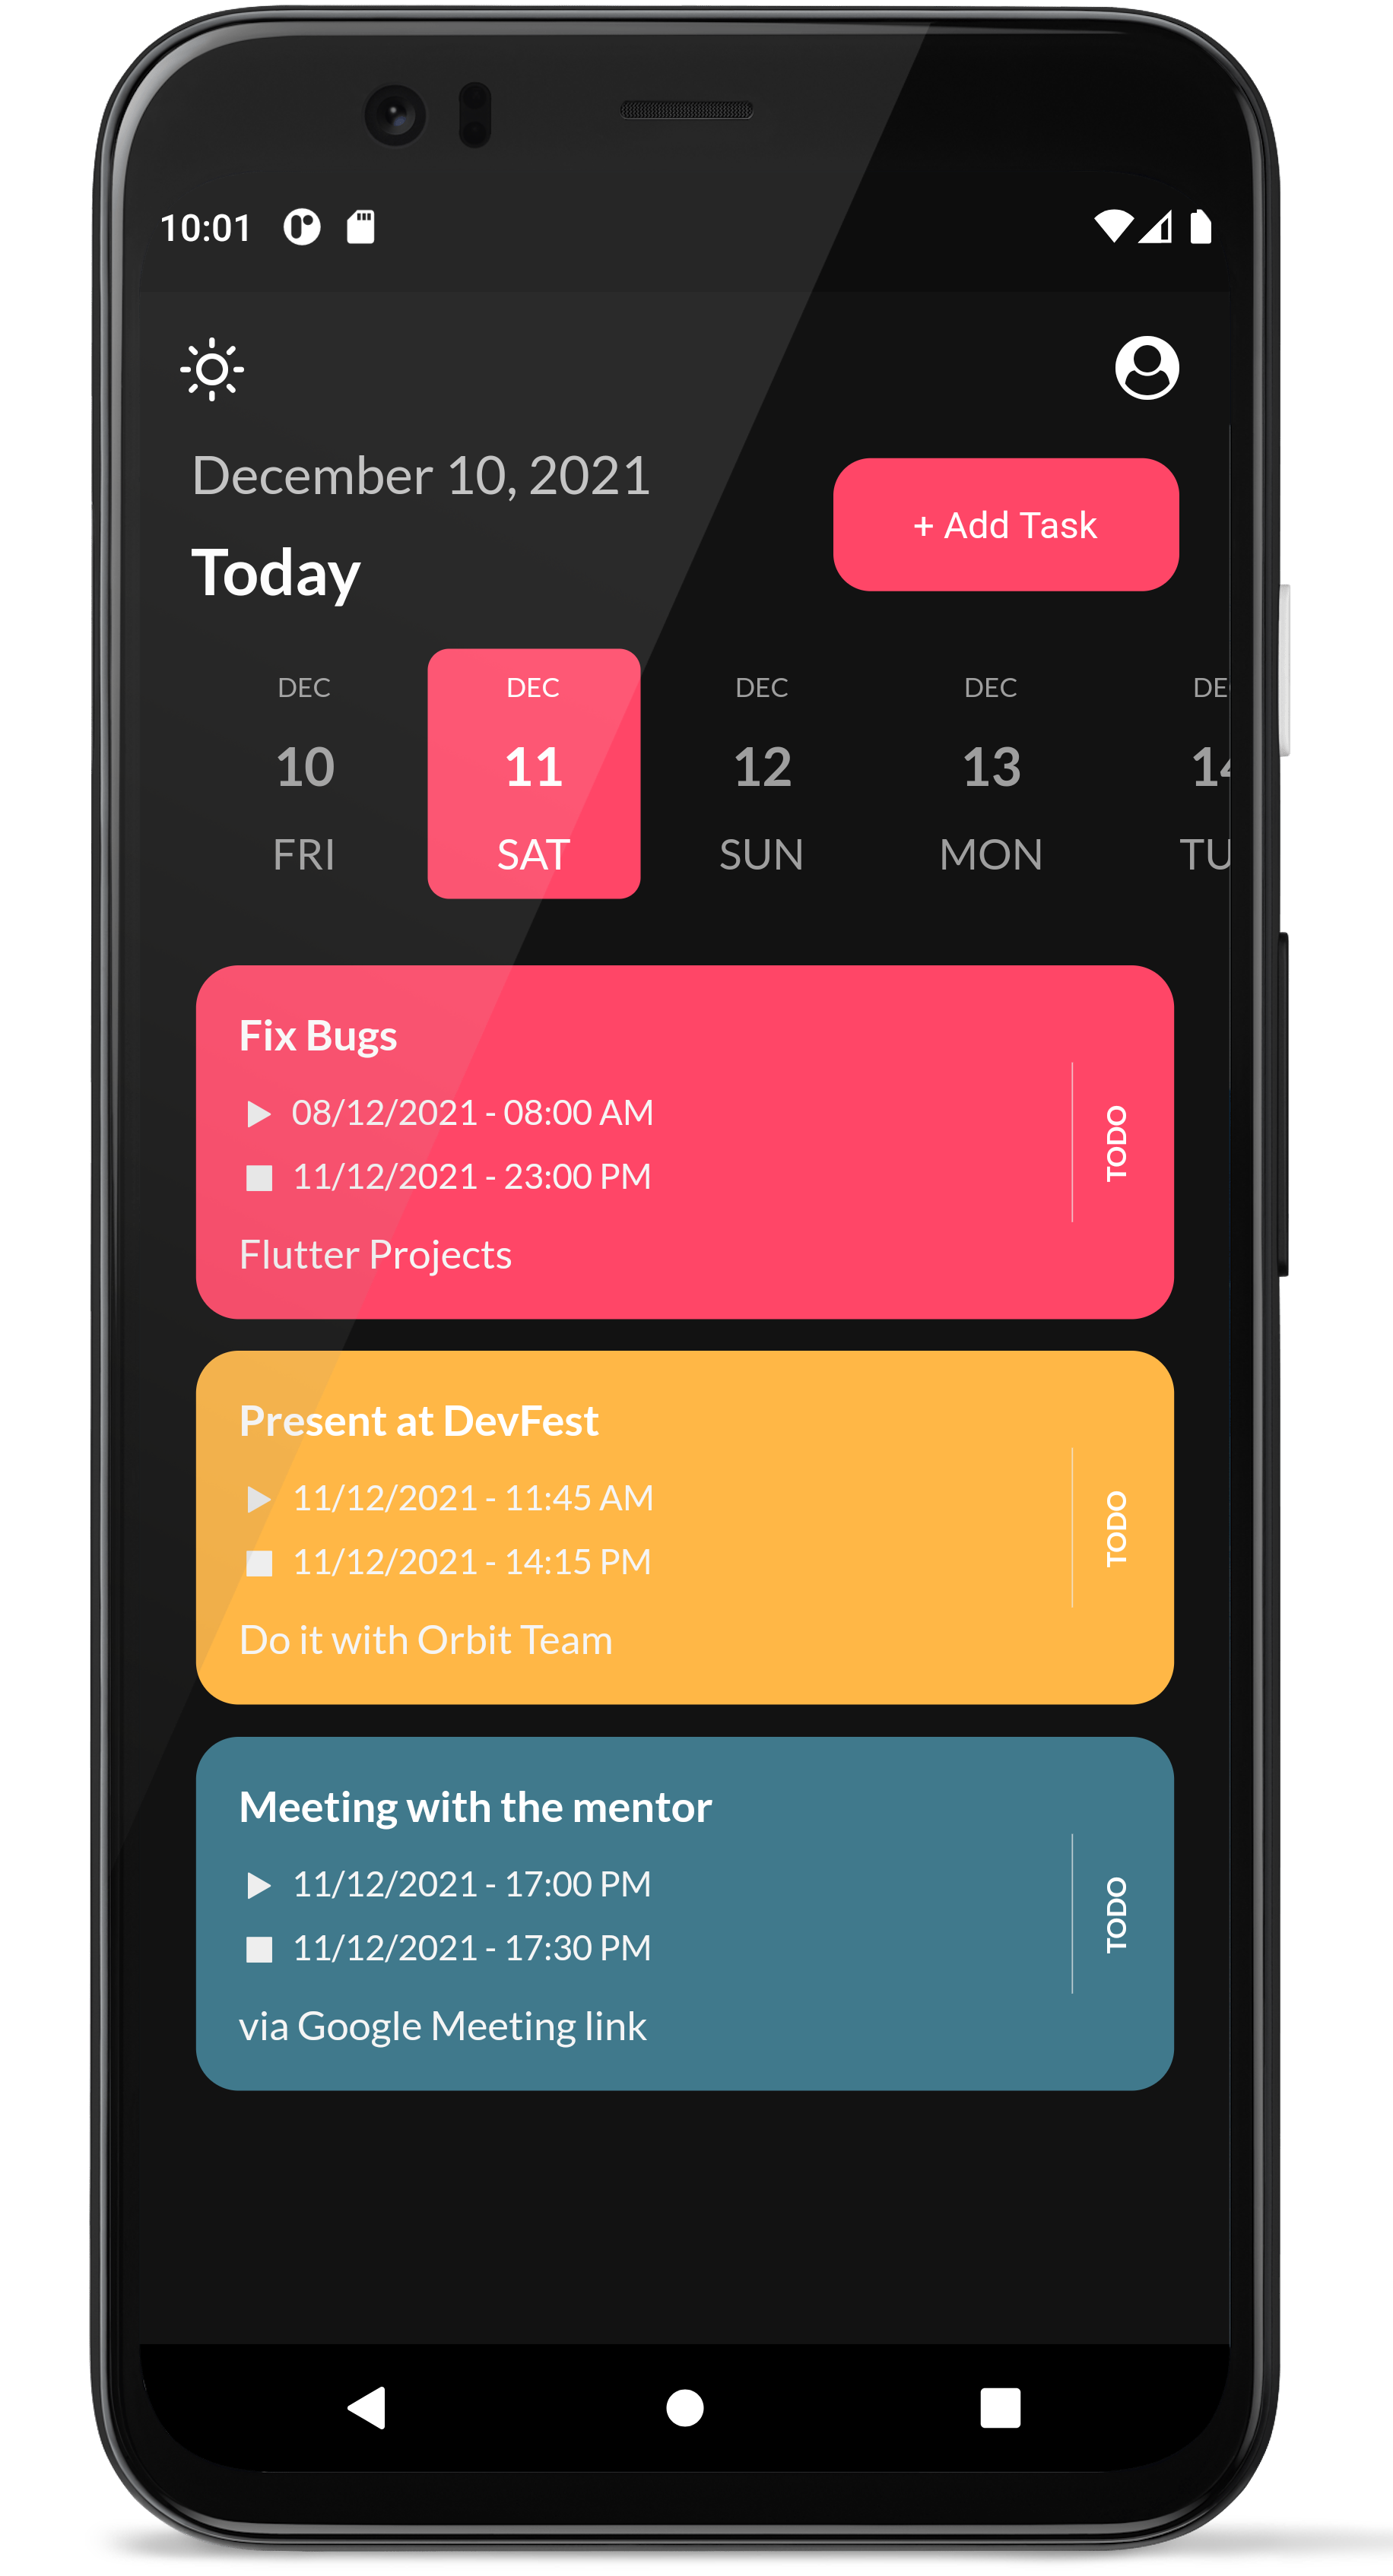 10:01
December 10, 2021
+ Add Task
Today
DEC DEC DEC DEC DE
10 11 12 13 14
FRI SAT SUN MON TU
Fix Bugs
08/12/2021 - 08:00 AM
11/12/2021 - 23:00 PM
Flutter Projects
TODO
Present at DevFest
11/12/2021 - 11:45 AM
11/12/2021 - 14:15 PM
Do it with Orbit Team
TODO
Meeting with the mentor
11/12/2021 - 17:00 PM
11/12/2021 - 17:30 PM
via Google Meeting link
TODO